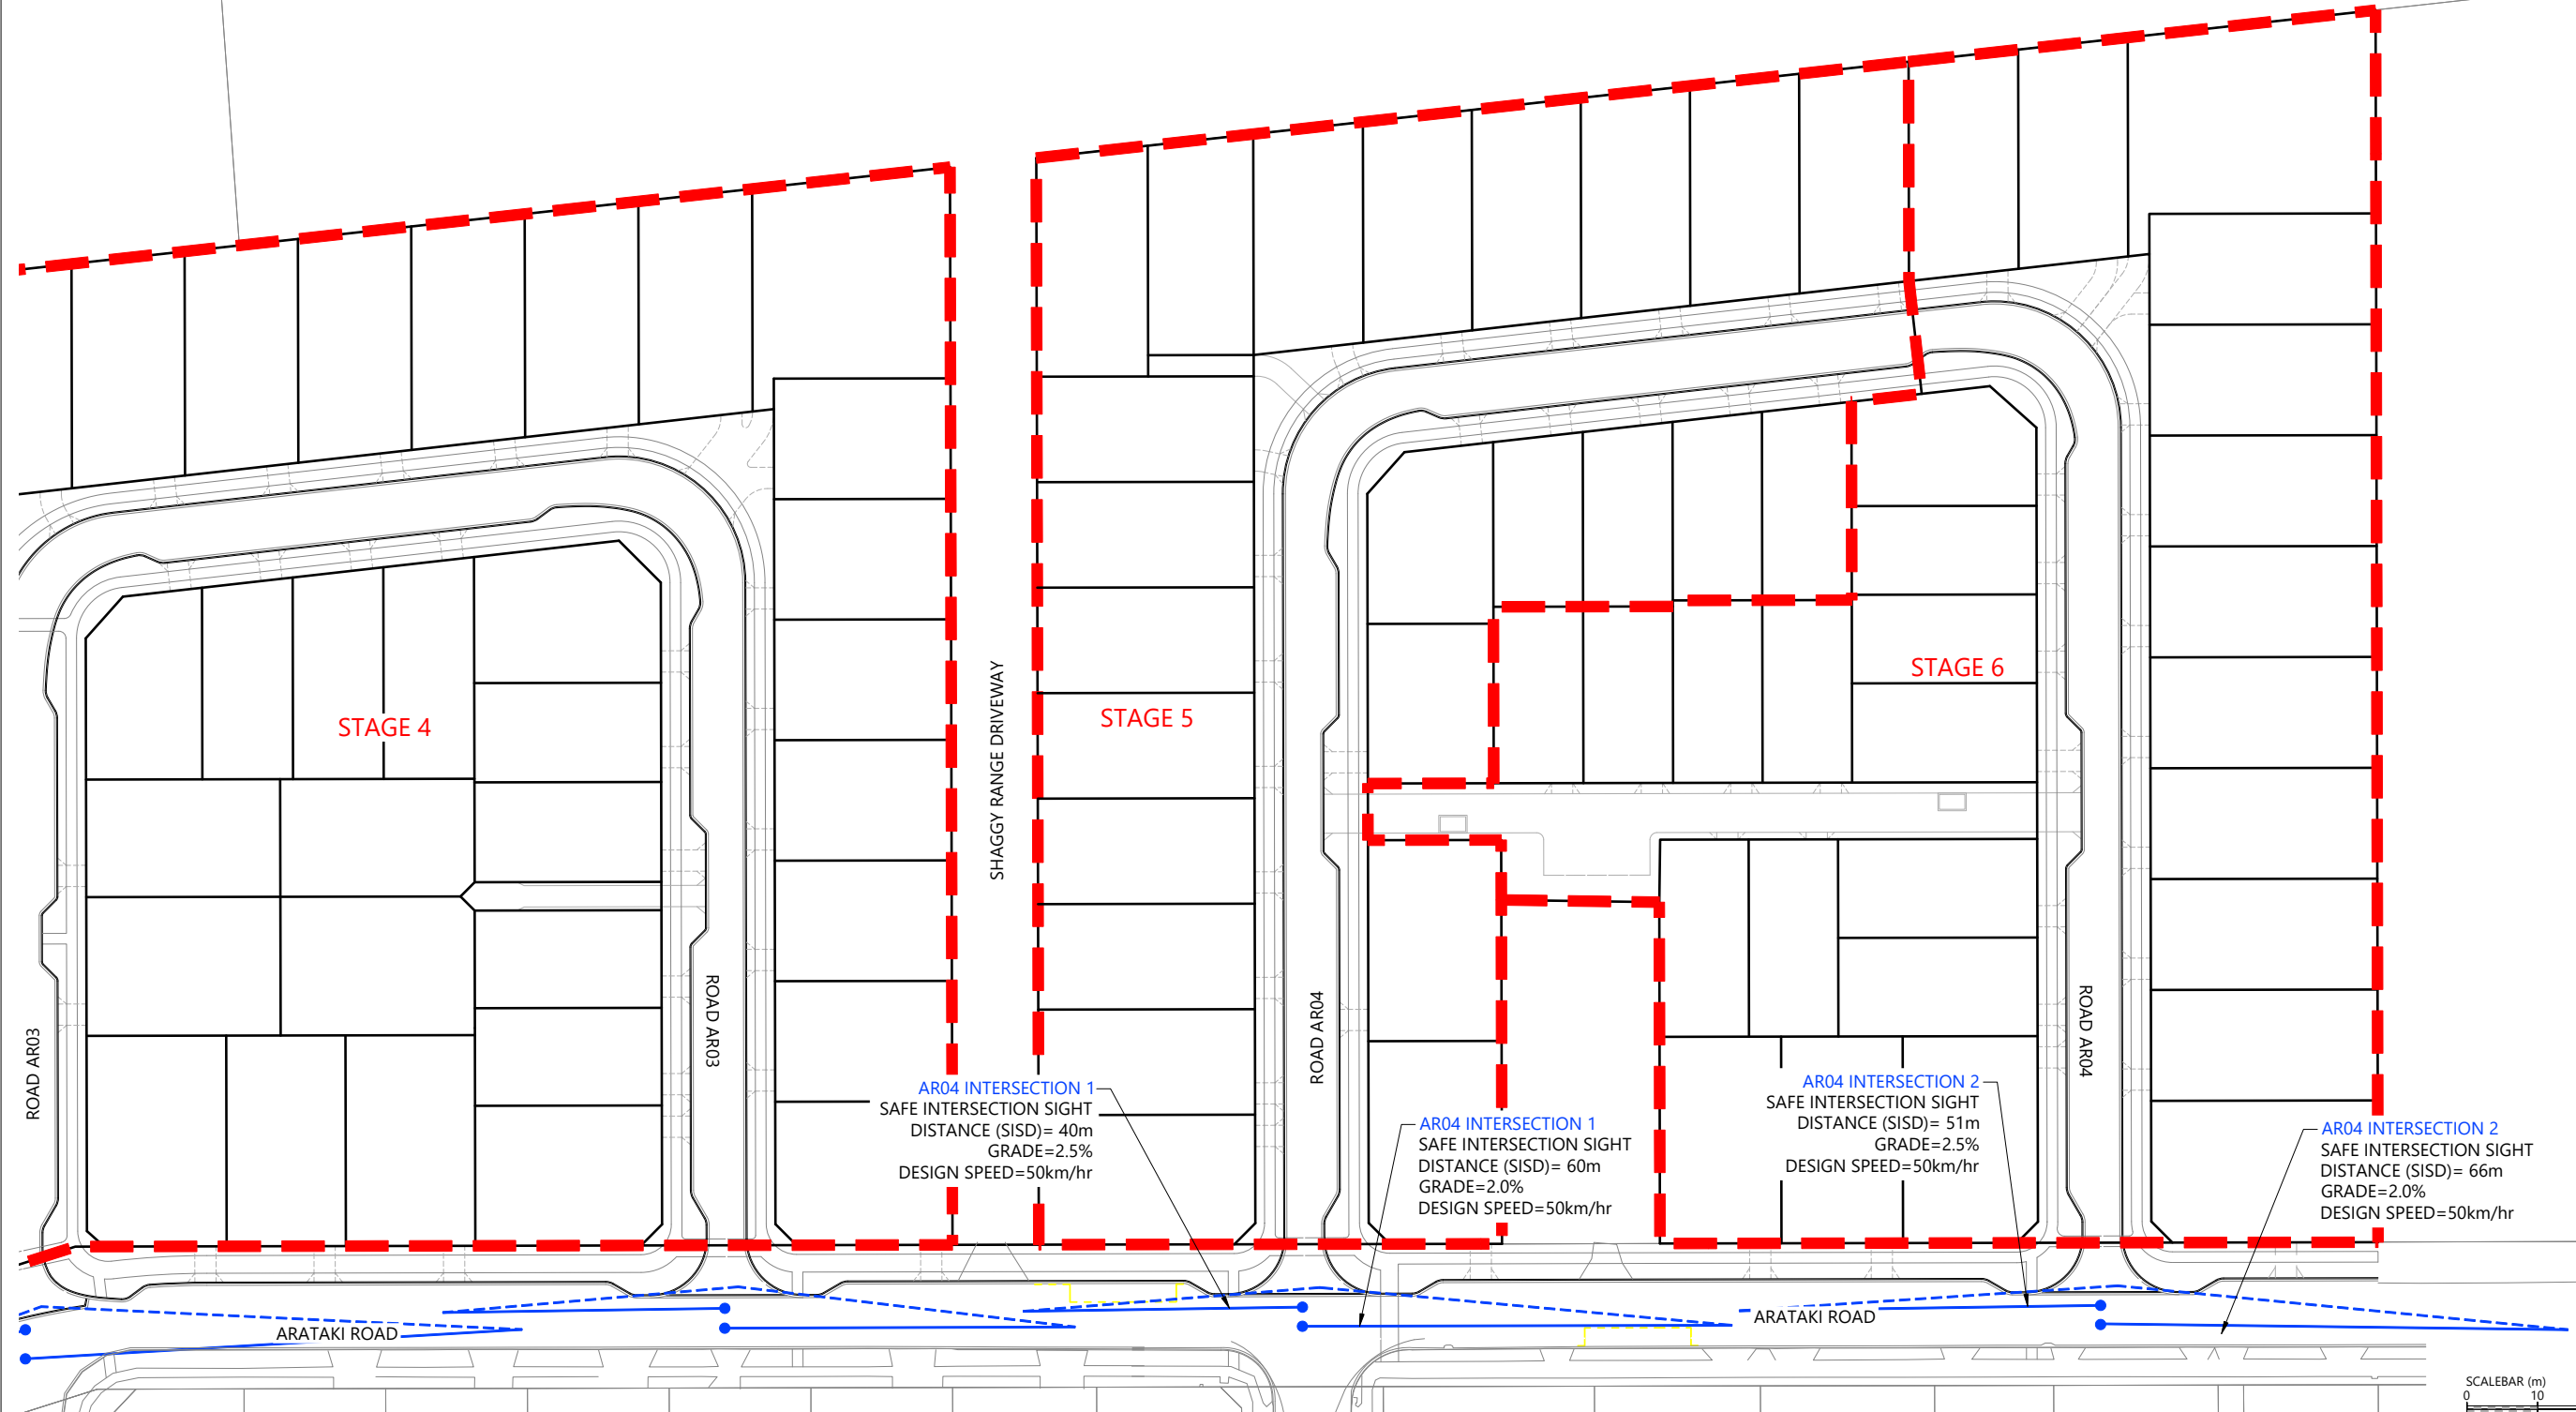 STAGE 4
STAGE 5
STAGE 6
SHAGGY RANGE DRIVEWAY
ROAD AR03
ROAD AR03
ROAD AR04
ROAD AR04
AR04 INTERSECTION 1
SAFE INTERSECTION SIGHT
DISTANCE (SISD)= 40m
GRADE=2.5%
DESIGN SPEED=50km/hr
AR04 INTERSECTION 1
SAFE INTERSECTION SIGHT
DISTANCE (SISD)= 60m
GRADE=2.0%
DESIGN SPEED=50km/hr
AR04 INTERSECTION 2
SAFE INTERSECTION SIGHT
DISTANCE (SISD)= 51m
GRADE=2.5%
DESIGN SPEED=50km/hr
AR04 INTERSECTION 2
SAFE INTERSECTION SIGHT
DISTANCE (SISD)= 66m
GRADE=2.0%
DESIGN SPEED=50km/hr
ARATAKI ROAD
ARATAKI ROAD
SCALEBAR (m)
0 10